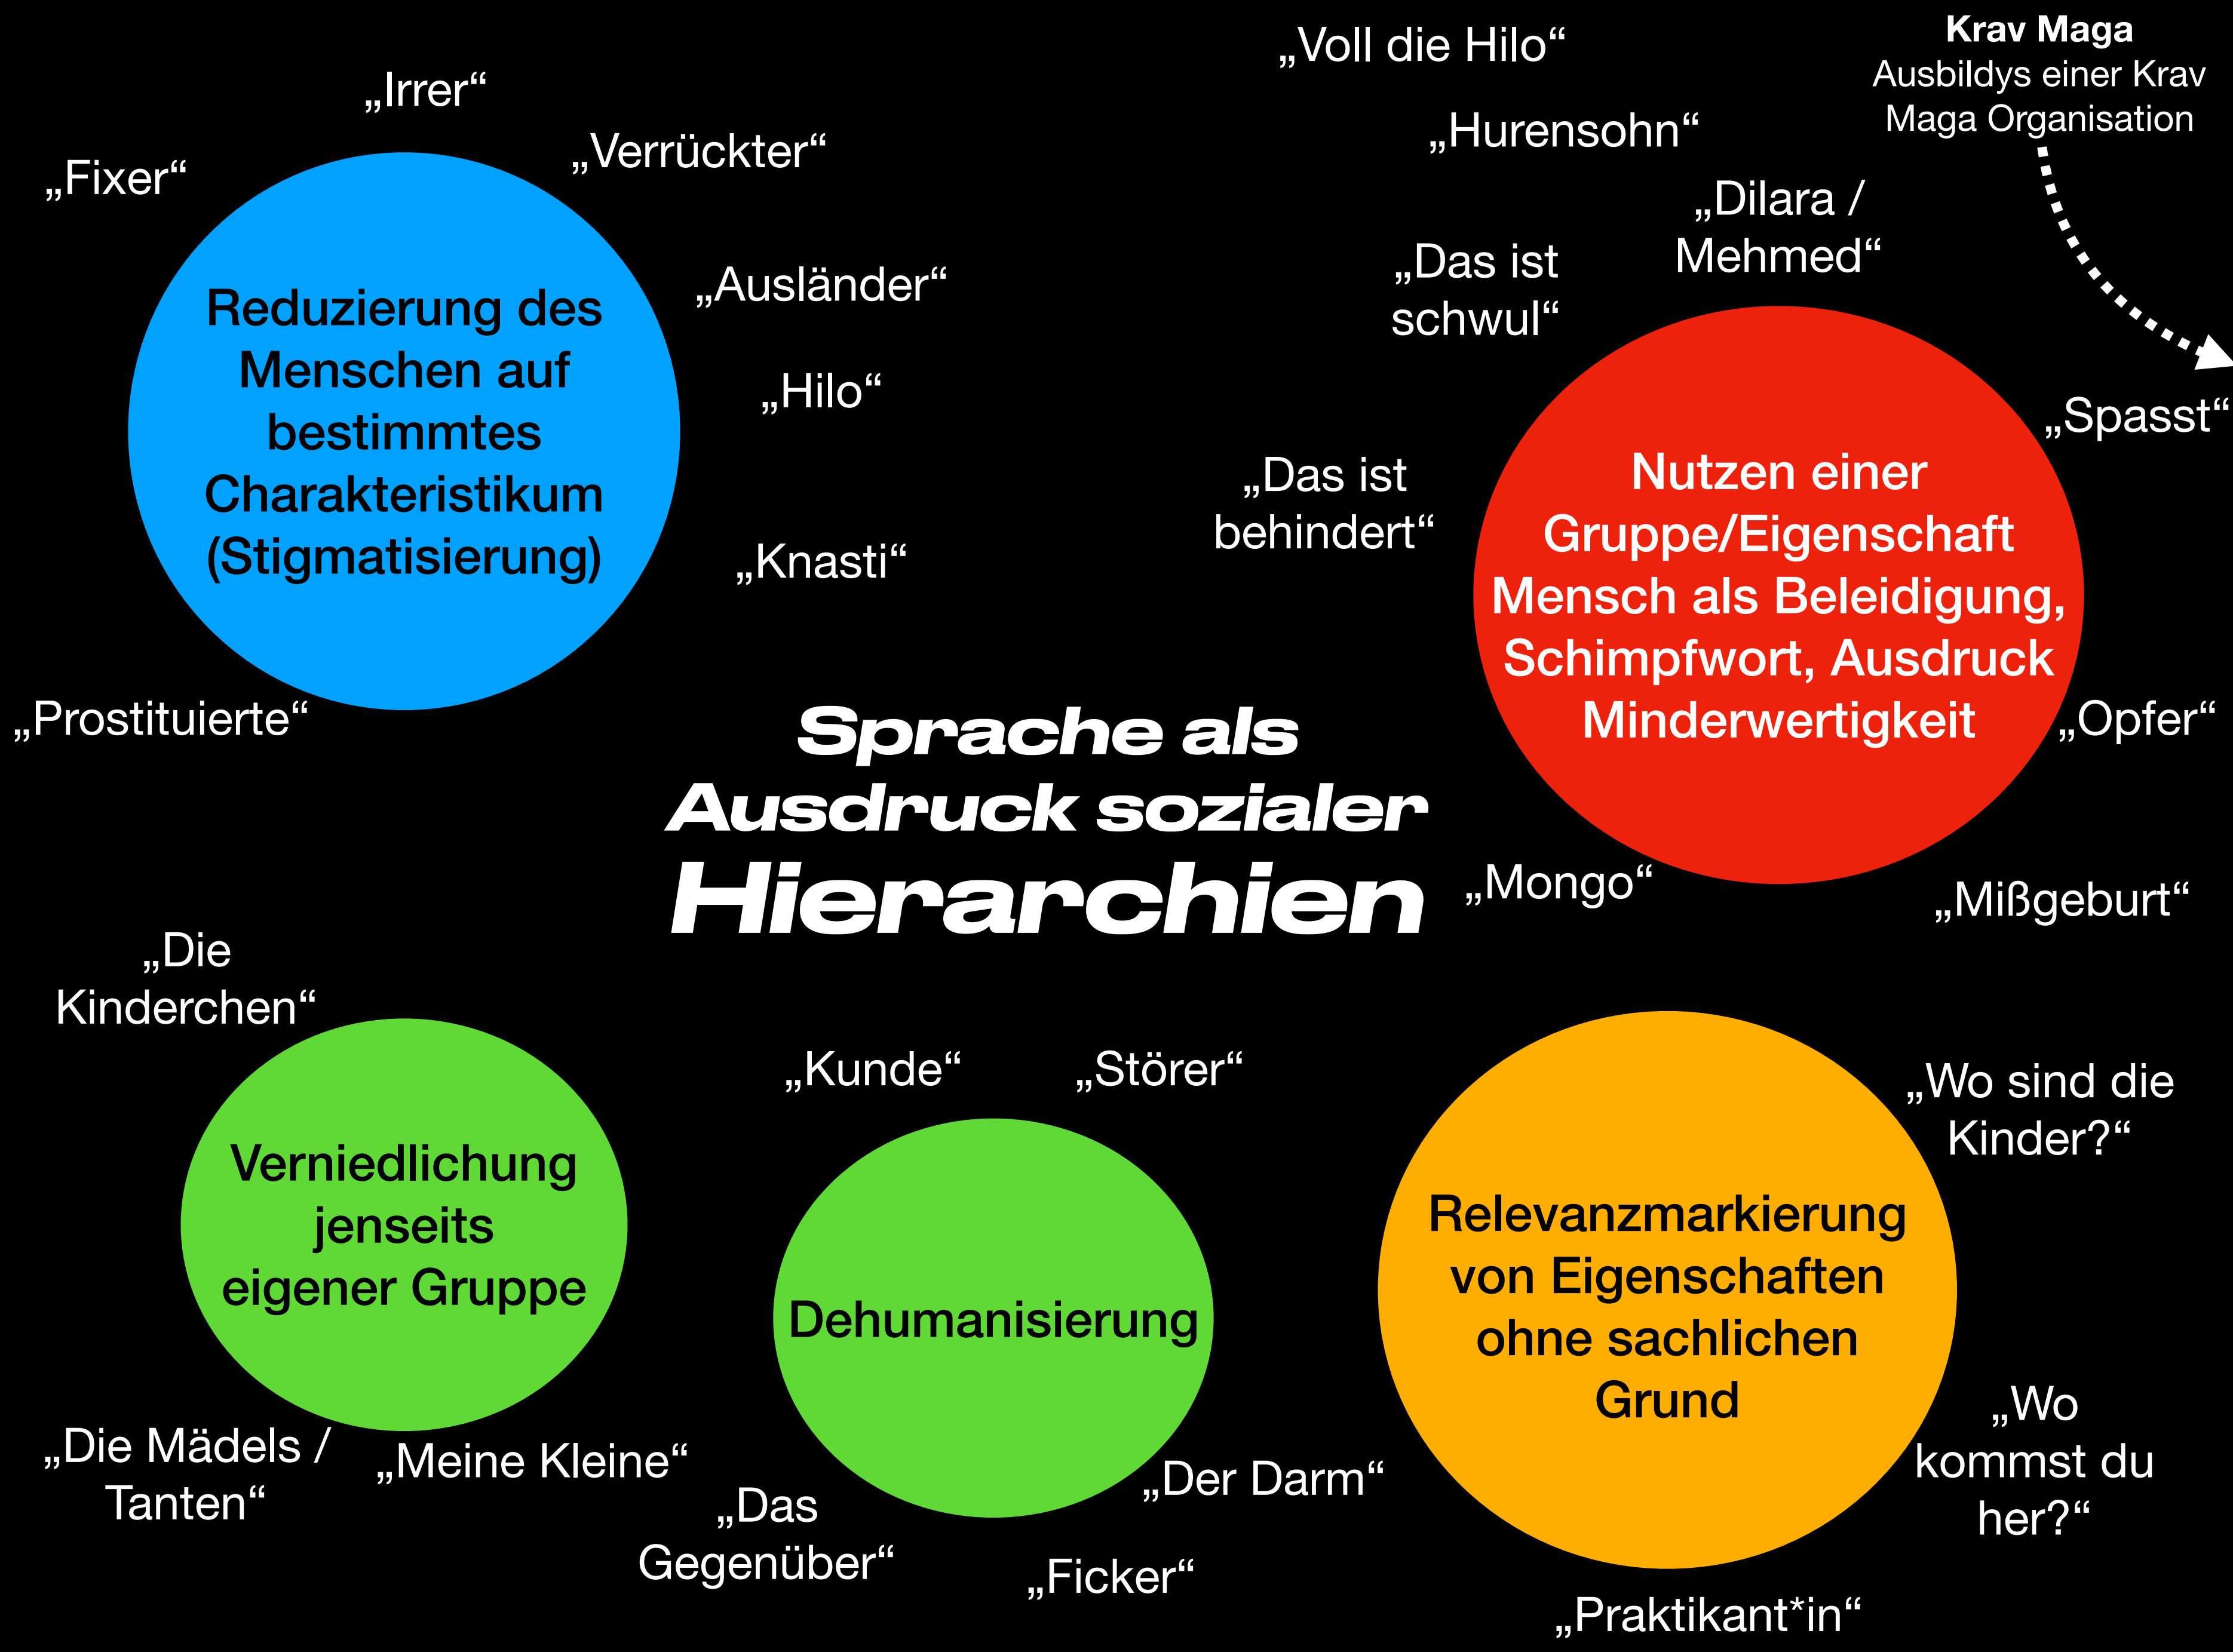 „Voll die Hilo“
Krav Maga
Ausbildys einer Krav
Maga Organisation
„Irrer“
„Verrückter“
„Fixer“
„Ausländer“
„Hilo“
„Knasti“
„Prostituierte“
Reduzierung des
Menschen auf
bestimmtes
Charakteristikum
(Stigmatisierung)
„Hurensohn“
„Dilara /
Mehmed“
„Das ist
schwul“
„Spasst“
„Das ist
behindert“
Nutzen einer
Gruppe/Eigenschaft
Mensch als Beleidigung,
Schimpfwort, Ausdruck
Minderwertigkeit
„Opfer“
„Mongo“
„Mißgeburt“
Sprache als
Ausdruck sozialer
Hierarchien
„Die
Kinderchen“
Verniedlichung
jenseits
eigener Gruppe
„Die Mädels /
Tanten“
„Meine Kleine“
„Kunde“
„Störer“
Dehumanisierung
„Das
Gegenüber“
„Der Darm“
„Ficker“
„Wo sind die
Kinder?“
Relevanzmarkierung
von Eigenschaften
ohne sachlichen
Grund
„Wo
kommst du
her?“
„Praktikant*in“